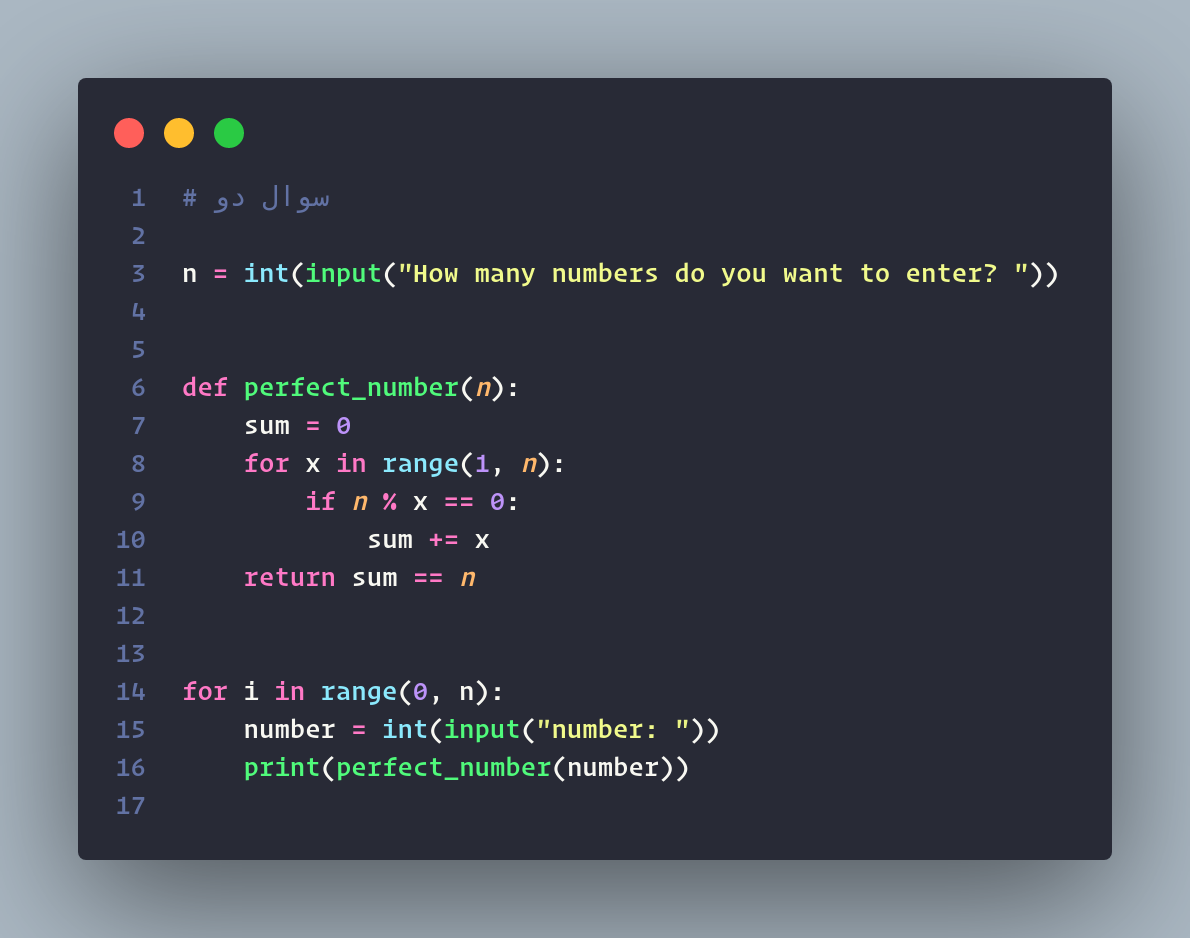 1 # سوال دو
2
3 n = int(input("How many numbers do you want to enter? "))
4
5
6 def perfect_number(n):
7     sum = 0
8     for x in range(1, n):
9         if n % x == 0:
10             sum += x
11     return sum == n
12
13
14 for i in range(0, n):
15     number = int(input("number: "))
16     print(perfect_number(number))
17